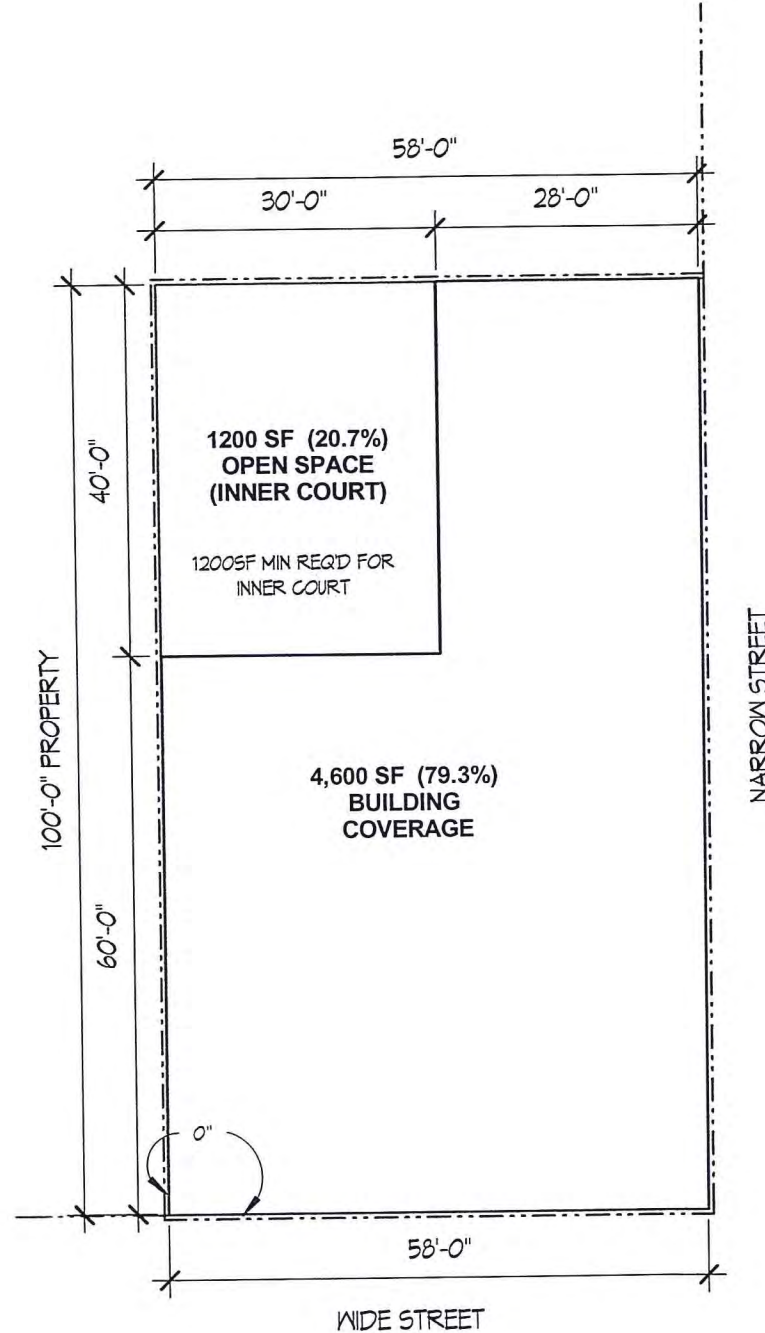 58'-0"
30'-0"
28'-0"
40'-0"
1200 SF (20.7%)
OPEN SPACE
(INNER COURT)
1200SF MIN REQ'D FOR
INNER COURT
100'-0" PROPERTY
NARROW STREET
4,600 SF (79.3%)
BUILDING
COVERAGE
60'-0"
0"
58'-0"
WIDE STREET